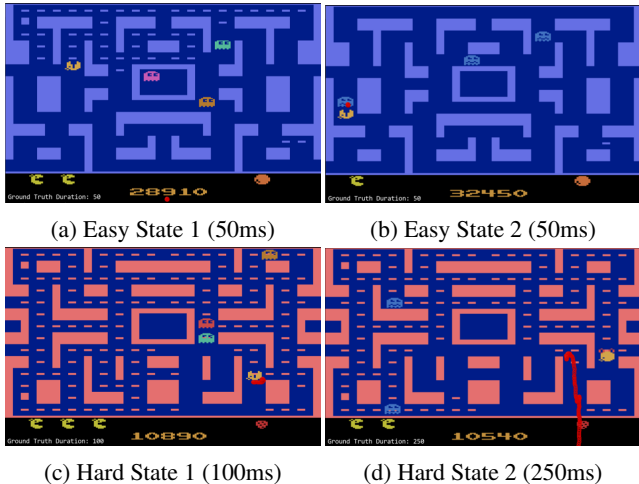 Ground Truth Duration: 50
28910
Ground Truth Duration: 50
32450
(a) Easy State 1 (50ms)
(b) Easy State 2 (50ms)
Ground Truth Duration: 100
10890
Ground Truth Duration: 250
10540
(c) Hard State 1 (100ms)
(d) Hard State 2 (250ms)